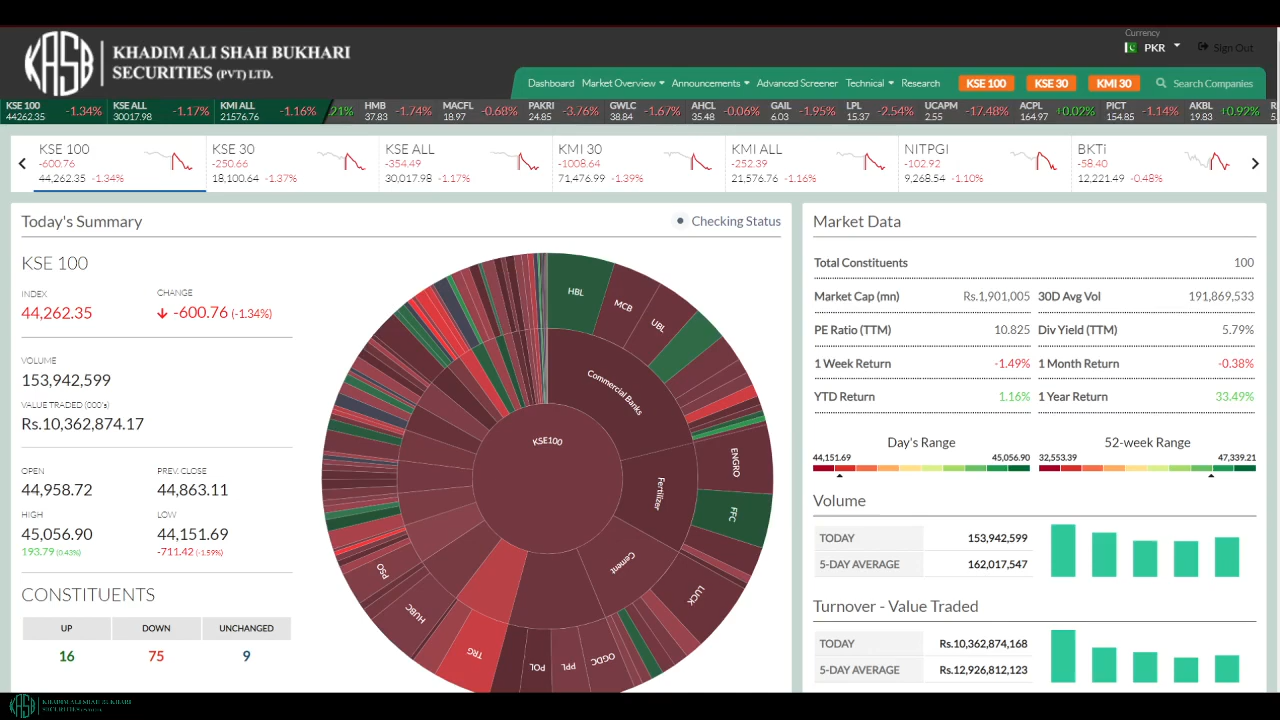 Currency
PKR
Sign Out
KASB
KHADIM ALI SHAH BUKHARI
SECURITIES (PVT) LTD.
Dashboard Market Overview Announcements Advanced Screener Technical Research KSE 100 KSE 30 KMI 30 Search Companies
KSE 100 44262.35 -1.34% KSE ALL 30017.98 -1.17% KMI ALL 21576.76 -1.16% 21% HMB 37.83 -1.74% MACFL 18.97 -0.68% PAKRI 24.85 -3.76% GWLC 38.84 -1.67% AHCL 35.48 -0.06% GAIL 6.03 -1.95% LPL 15.37 -2.54% UCAPM 2.55 -17.48% ACPL 164.97 +0.02% PICT 154.85 -1.14% AKBL 19.83 +0.92%
KSE 100 KSE 30 KSE ALL KMI 30 KMI ALL NITPGI BKTi
-600.76 -250.66 -354.49 -1008.64 -252.39 -102.92 -58.40
44,262.35 -1.34% 18,100.64 -1.37% 30,017.98 -1.17% 71,476.99 -1.39% 21,576.76 -1.16% 9,268.54 -1.10% 12,221.49 -0.48%
Today's Summary
Checking Status
KSE 100
INDEX CHANGE
44,262.35 -600.76 (-1.34%)
VOLUME
153,942,599
VALUE TRADED (000's)
Rs.10,362,874.17
OPEN PREV. CLOSE
44,958.72 44,863.11
HIGH LOW
45,056.90 44,151.69
193.79 (0.43%) -711.42 (-1.59%)
CONSTITUENTS
UP DOWN UNCHANGED
16 75 9
HBL
MCB
UBL
Commercial Banks
KSE100
ENGRO
Fertilizer
FFC
Cement
LUCK
OGDC
PPL
POL
TRG
HUBC
PSO
Market Data
Total Constituents 100
Market Cap (mn) Rs.1,901,005 30D Avg Vol 191,869,533
PE Ratio (TTM) 10.825 Div Yield (TTM) 5.79%
1 Week Return -1.49% 1 Month Return -0.38%
YTD Return 1.16% 1 Year Return 33.49%
Day's Range 52-week Range
44,151.69 45,056.90 32,553.39 47,339.21
Volume
TODAY 153,942,599
5-DAY AVERAGE 162,017,547
Turnover - Value Traded
TODAY Rs.10,362,874,168
5-DAY AVERAGE Rs.12,926,812,123
KASB
KHADIM ALI SHAH BUKHARI
SECURITIES (PVT) LTD.